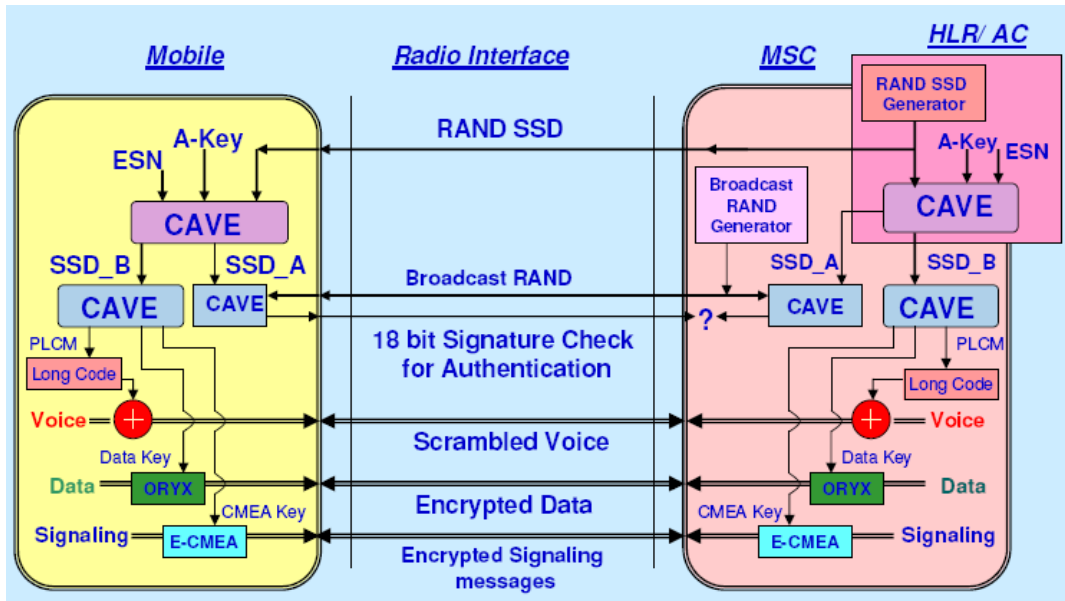 Mobile
Radio Interface
MSC
HLR/ AC
RAND SSD
Generator
RAND SSD
A-Key
ESN
A-Key
ESN
CAVE
CAVE
Broadcast
RAND
Generator
SSD_B
SSD_A
SSD_A
SSD_B
Broadcast RAND
CAVE
CAVE
CAVE
CAVE
?
18 bit Signature Check
for Authentication
PLCM
PLCM
Long Code
Long Code
Voice
+
+
Voice
Scrambled Voice
Data Key
Data Key
Data
ORYX
ORYX
Data
Encrypted Data
CMEA Key
CMEA Key
Signaling
E-CMEA
E-CMEA
Signaling
Encrypted Signaling
messages